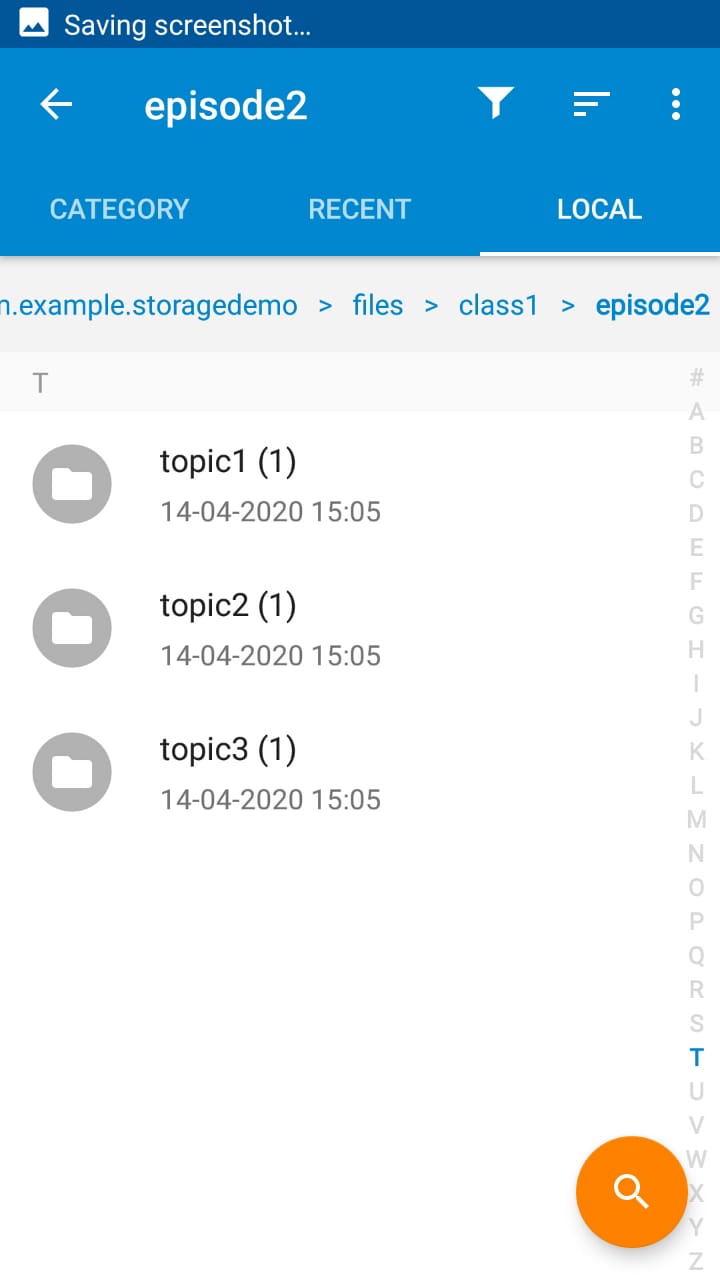 Saving screenshot...
episode2
CATEGORY RECENT LOCAL
n.example.storagedemo > files > class1 > episode2
T
topic1 (1)
14-04-2020 15:05
topic2 (1)
14-04-2020 15:05
topic3 (1)
14-04-2020 15:05
#
A
B
C
D
E
F
G
H
I
J
K
L
M
N
O
P
Q
R
S
T
U
V
W
X
Y
Z